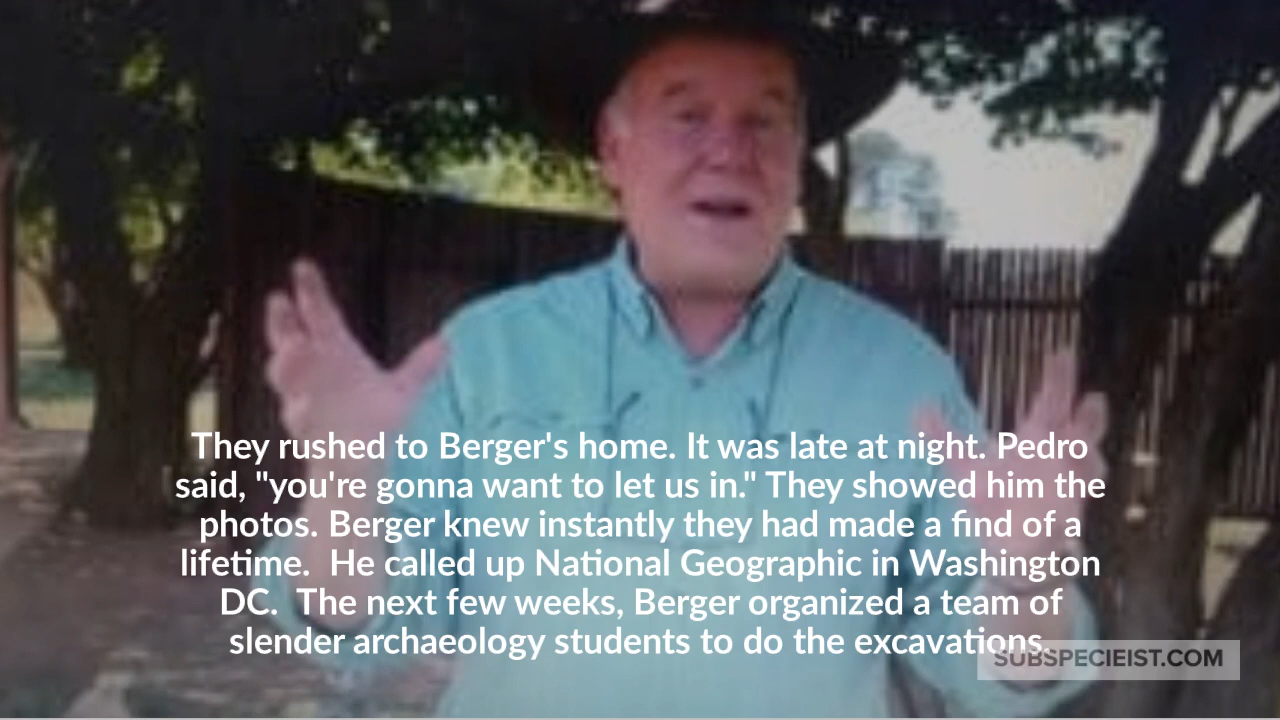 They rushed to Berger's home. It was late at night. Pedro
said, "you're gonna want to let us in." They showed him the
photos. Berger knew instantly they had made a find of a
lifetime.  He called up National Geographic in Washington
DC.  The next few weeks, Berger organized a team of
slender archaeology students to do the excavations.
SUBSPECIEIST.COM